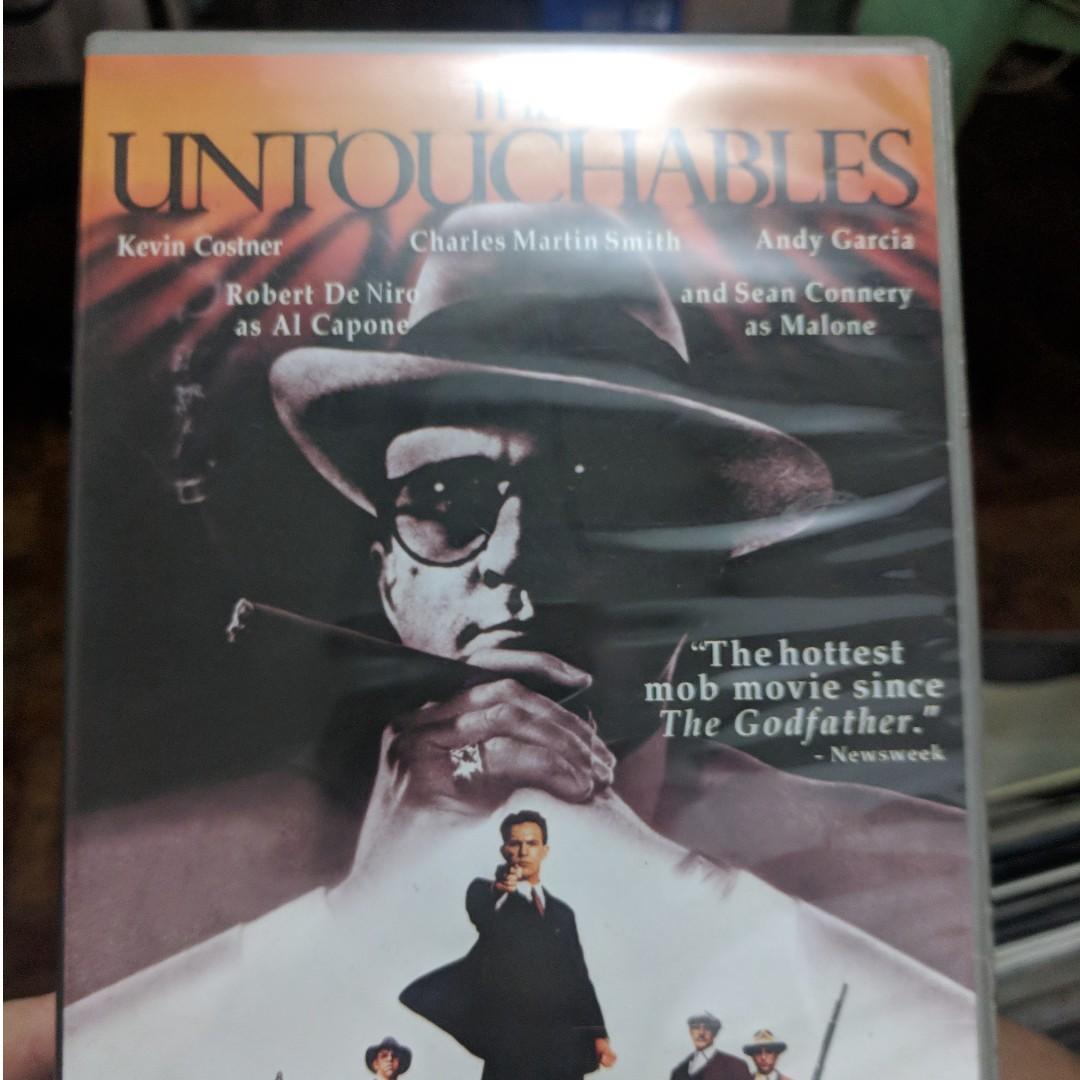 THE
UNTOUCHABLES
Kevin Costner
Charles Martin Smith
Andy Garcia
Robert De Niro
as Al Capone
and Sean Connery
as Malone
“The hottest
mob movie since
The Godfather.”
- Newsweek